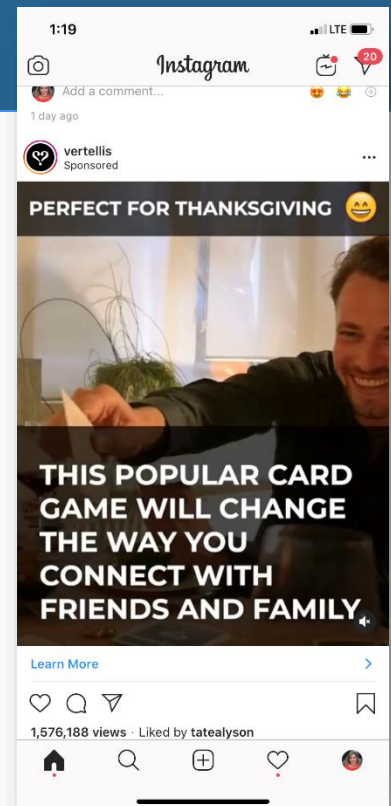 1:19
LTE
Instagram
20
Add a comment...
1 day ago
vertellis
Sponsored
PERFECT FOR THANKSGIVING
THIS POPULAR CARD
GAME WILL CHANGE
THE WAY YOU
CONNECT WITH
FRIENDS AND FAMILY
Learn More
1,576,188 views · Liked by tatealyson